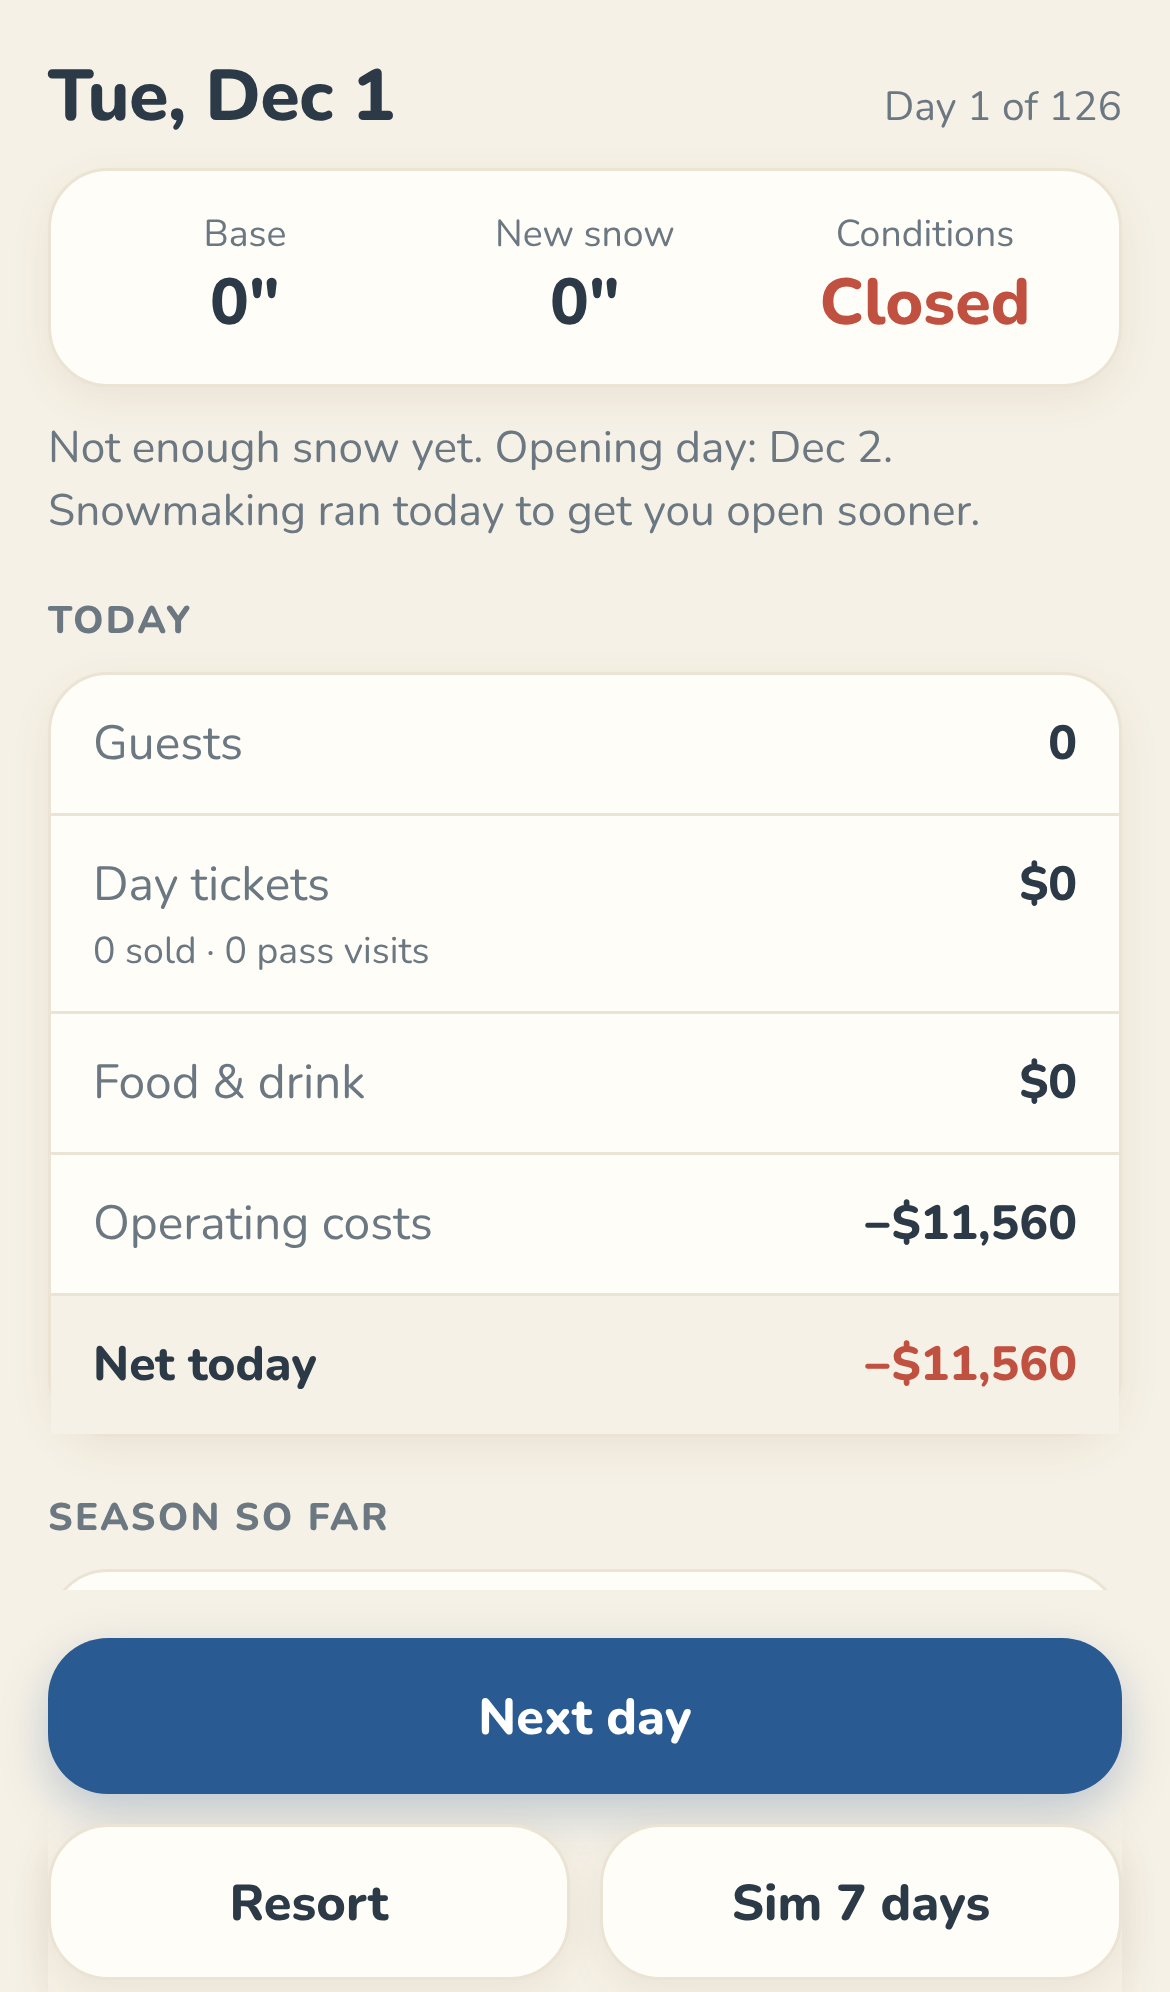 Tue, Dec 1
Day 1 of 126
Base
New snow
Conditions
0"
0"
Closed
Not enough snow yet. Opening day: Dec 2.
Snowmaking ran today to get you open sooner.
TODAY
Guests
0
Day tickets
$0
0 sold · 0 pass visits
Food & drink
$0
Operating costs
–$11,560
Net today
–$11,560
SEASON SO FAR
Next day
Resort
Sim 7 days